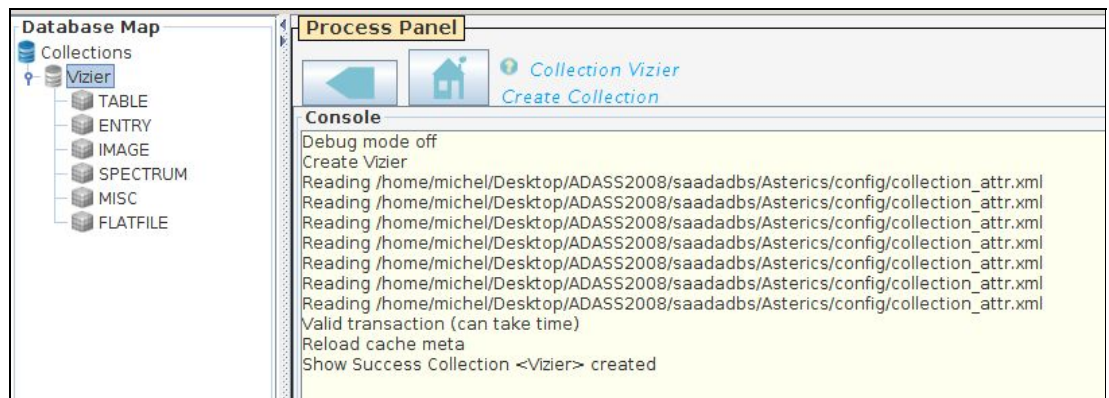 Database Map
Collections
Vizier
TABLE
ENTRY
IMAGE
SPECTRUM
MISC
FLATFILE
Process Panel
Collection Vizier
Create Collection
Console
Debug mode off
Create Vizier
Reading /home/michel/Desktop/ADASS2008/saadadbs/Asterics/config/collection_attr.xml
Reading /home/michel/Desktop/ADASS2008/saadadbs/Asterics/config/collection_attr.xml
Reading /home/michel/Desktop/ADASS2008/saadadbs/Asterics/config/collection_attr.xml
Reading /home/michel/Desktop/ADASS2008/saadadbs/Asterics/config/collection_attr.xml
Reading /home/michel/Desktop/ADASS2008/saadadbs/Asterics/config/collection_attr.xml
Reading /home/michel/Desktop/ADASS2008/saadadbs/Asterics/config/collection_attr.xml
Reading /home/michel/Desktop/ADASS2008/saadadbs/Asterics/config/collection_attr.xml
Valid transaction (can take time)
Reload cache meta
Show Success Collection <Vizier> created